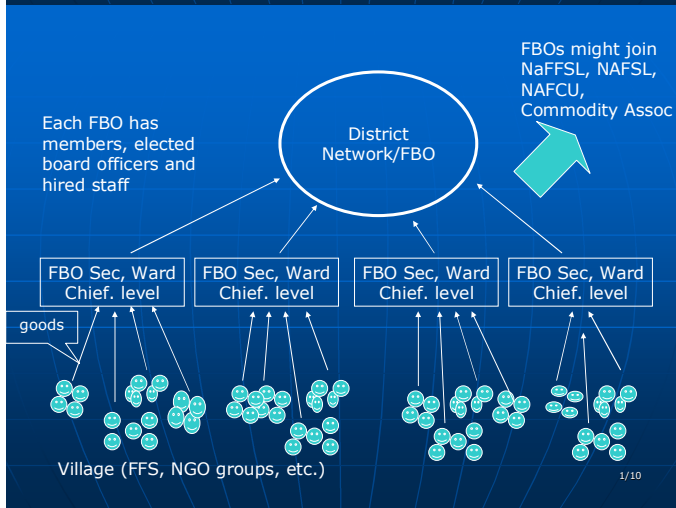 FBOs might join
NaFFSL, NAFSL,
NAFCU,
Commodity Assoc
Each FBO has
members, elected
board officers and
hired staff
District
Network/FBO
FBO Sec, Ward
Chief. level
FBO Sec, Ward
Chief. level
FBO Sec, Ward
Chief. level
FBO Sec, Ward
Chief. level
goods
Village (FFS, NGO groups, etc.)
1/10